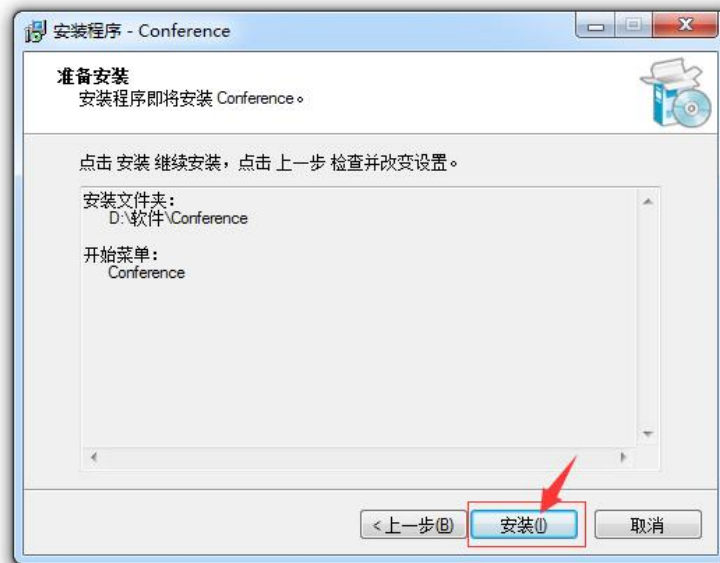 安装程序 - Conference
准备安装
安装程序即将安装 Conference。
点击 安装 继续安装，点击 上一步 检查并改变设置。
安装文件夹:
D:\软件\Conference
开始菜单:
Conference
<上一步(B) 安装(I) 取消